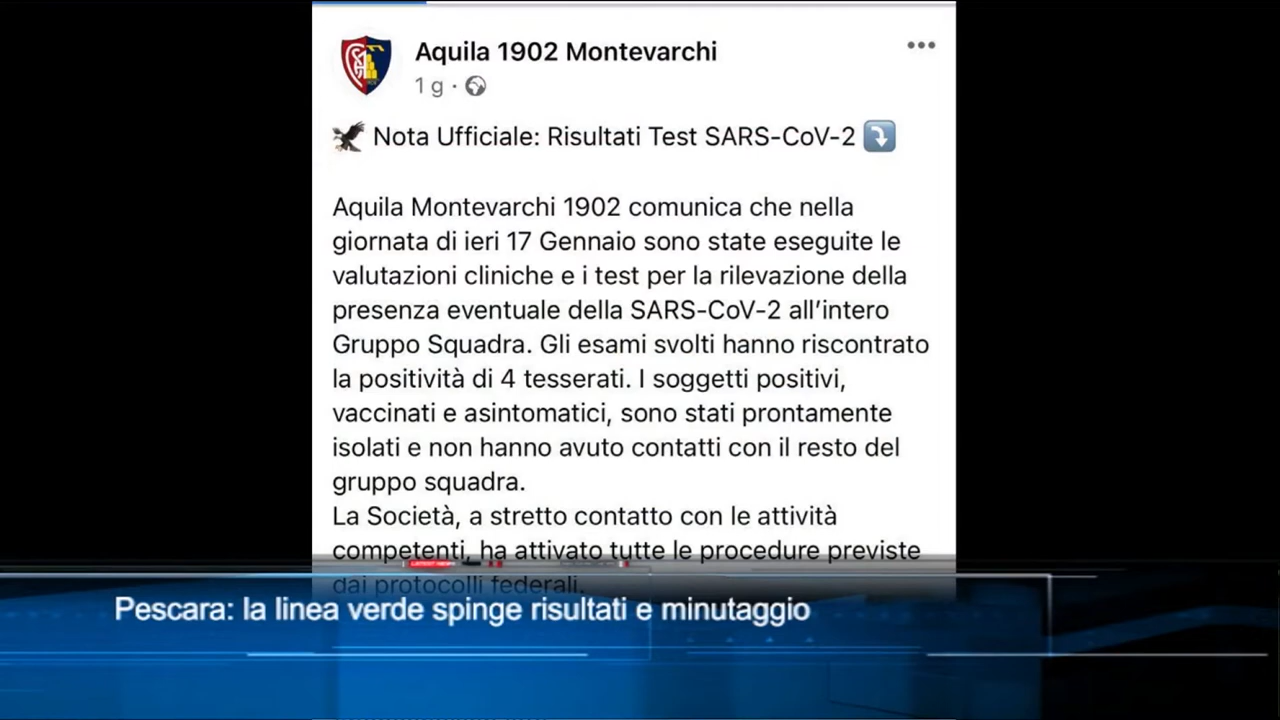 Aquila 1902 Montevarchi
1 g
Nota Ufficiale: Risultati Test SARS-CoV-2
Aquila Montevarchi 1902 comunica che nella
giornata di ieri 17 Gennaio sono state eseguite le
valutazioni cliniche e i test per la rilevazione della
presenza eventuale della SARS-CoV-2 all’intero
Gruppo Squadra. Gli esami svolti hanno riscontrato
la positività di 4 tesserati. I soggetti positivi,
vaccinati e asintomatici, sono stati prontamente
isolati e non hanno avuto contatti con il resto del
gruppo squadra.
La Società, a stretto contatto con le attività
competenti, ha attivato tutte le procedure previste
LATEST NEWS
dai protocolli federali.
Pescara: la linea verde spinge risultati e minutaggio